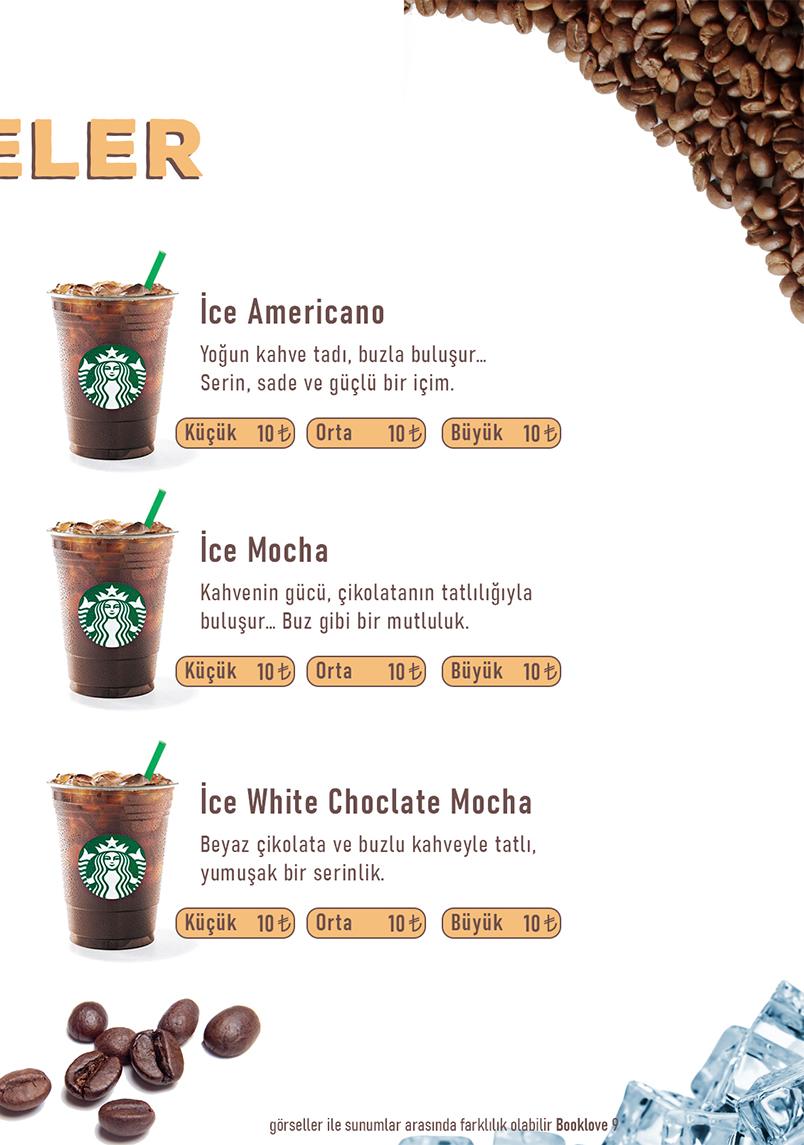 ELER
İce Americano
Yoğun kahve tadı, buzla buluşur...
Serin, sade ve güçlü bir içim.
Küçük 10₺ Orta 10₺ Büyük 10₺
İce Mocha
Kahvenin gücü, çikolatanın tatlılığıyla
buluşur... Buz gibi bir mutluluk.
Küçük 10₺ Orta 10₺ Büyük 10₺
İce White Choclate Mocha
Beyaz çikolata ve buzlu kahveyle tatlı,
yumuşak bir serinlik.
Küçük 10₺ Orta 10₺ Büyük 10₺
görseller ile sunumlar arasında farklılık olabilir Booklove 9